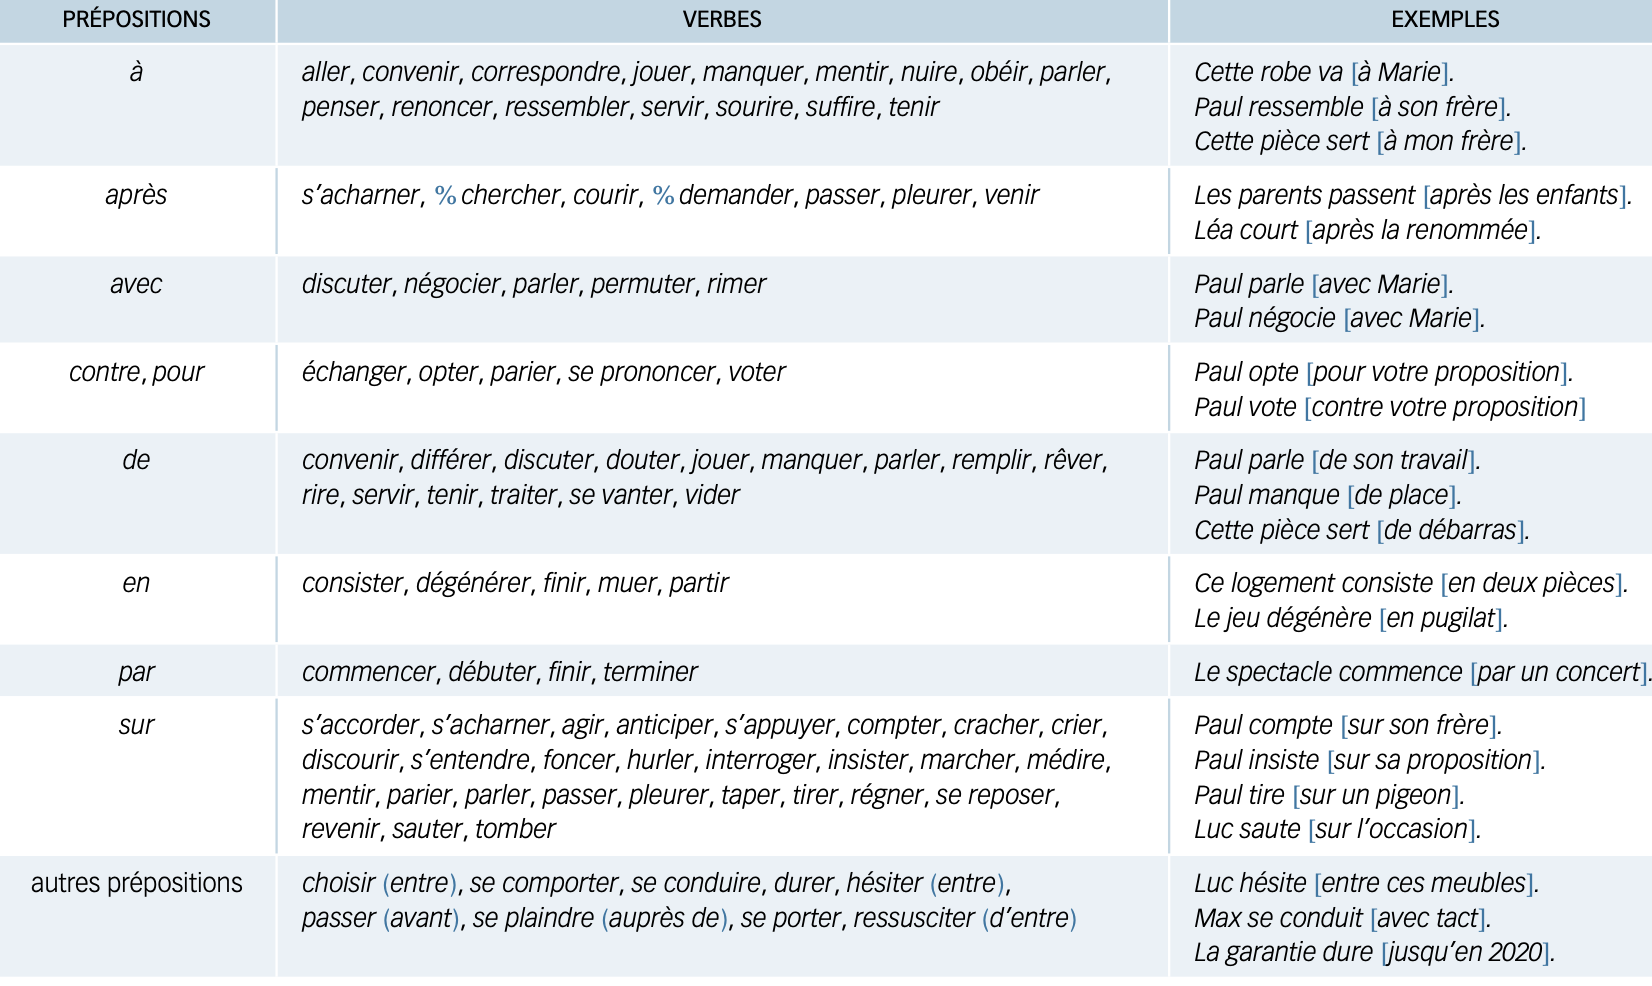 PRÉPOSITIONS VERBES EXEMPLES
à aller, convenir, correspondre, jouer, manquer, mentir, nuire, obéir, parler, Cette robe va [à Marie].
penser, renoncer, ressembler, servir, sourire, suffire, tenir Paul ressemble [à son frère].
Cette pièce sert [à mon frère].
après s’acharner, % chercher, courir, % demander, passer, pleurer, venir Les parents passent [après les enfants].
Léa court [après la renommée].
avec discuter, négocier, parler, permuter, rimer Paul parle [avec Marie].
Paul négocie [avec Marie].
contre, pour échanger, opter, parier, se prononcer, voter Paul opte [pour votre proposition].
Paul vote [contre votre proposition]
de convenir, différer, discuter, douter, jouer, manquer, parler, remplir, rêver, Paul parle [de son travail].
rire, servir, tenir, traiter, se vanter, vider Paul manque [de place].
Cette pièce sert [de débarras].
en consister, dégénérer, finir, muer, partir Ce logement consiste [en deux pièces].
Le jeu dégénère [en pugilat].
par commencer, débuter, finir, terminer Le spectacle commence [par un concert].
sur s’accorder, s’acharner, agir, anticiper, s’appuyer, compter, cracher, crier, Paul compte [sur son frère].
discourir, s’entendre, foncer, hurler, interroger, insister, marcher, médire, Paul insiste [sur sa proposition].
mentir, parier, parler, passer, pleurer, taper, tirer, régner, se reposer, Paul tire [sur un pigeon].
revenir, sauter, tomber Luc saute [sur l’occasion].
autres prépositions choisir (entre), se comporter, se conduire, durer, hésiter (entre), Luc hésite [entre ces meubles].
passer (avant), se plaindre (auprès de), se porter, ressusciter (d’entre) Max se conduit [avec tact].
La garantie dure [jusqu’en 2020].